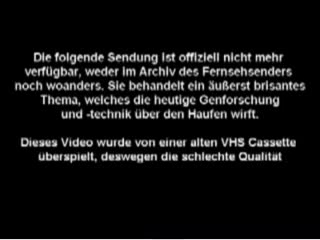 Die folgende Sendung ist offiziell nicht mehr
verfügbar, weder im Archiv des Fernsehsenders
noch woanders. Sie behandelt ein äußerst brisantes
Thema, welches die heutige Genforschung
und -technik über den Haufen wirft.
Dieses Video wurde von einer alten VHS Cassette
überspielt, deswegen die schlechte Qualität